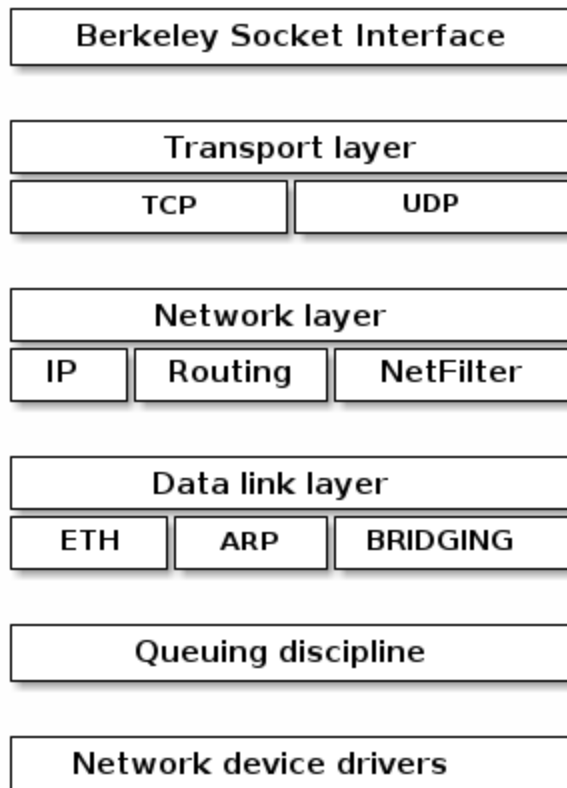 Berkeley Socket Interface
Transport layer
TCP UDP
Network layer
IP Routing NetFilter
Data link layer
ETH ARP BRIDGING
Queuing discipline
Network device drivers